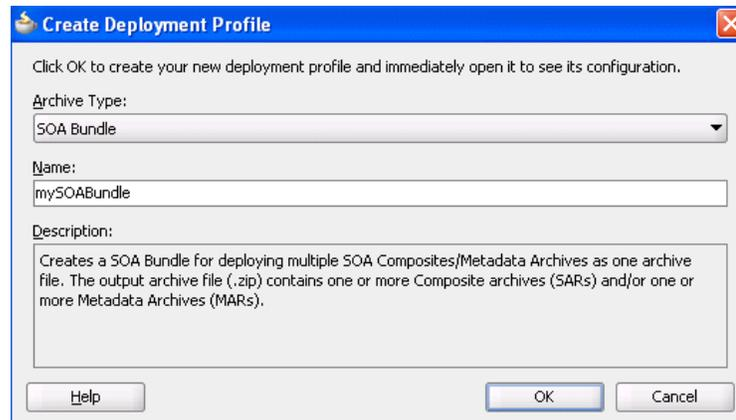 Create Deployment Profile
Click OK to create your new deployment profile and immediately open it to see its configuration.
Archive Type:
SOA Bundle
Name:
mySOABundle
Description:
Creates a SOA Bundle for deploying multiple SOA Composites/Metadata Archives as one archive
file. The output archive file (.zip) contains one or more Composite archives (SARs) and/or one or
more Metadata Archives (MARs).
Help
OK
Cancel